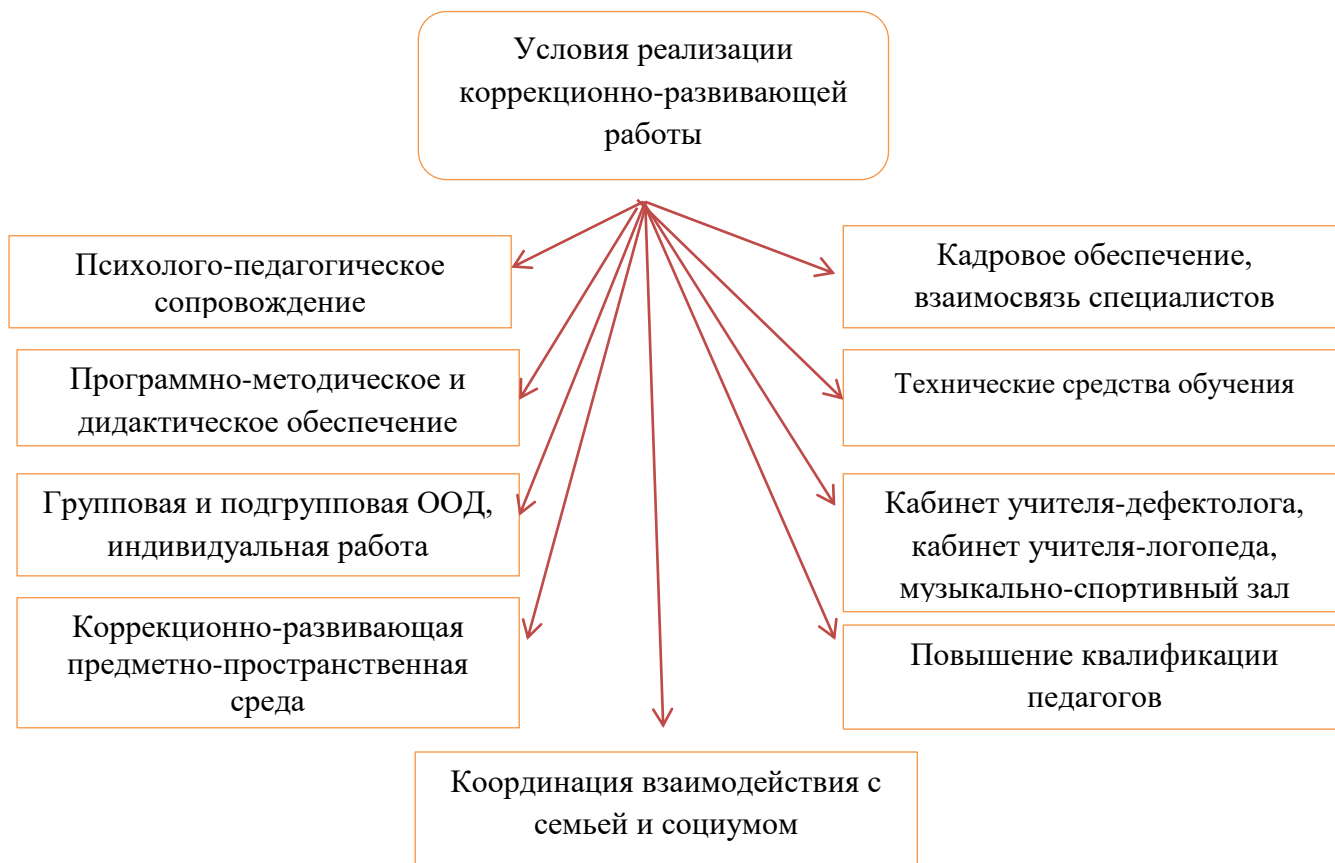 Условия реализации
коррекционно-развивающей
работы
Психолого-педагогическое
сопровождение
Кадровое обеспечение,
взаимосвязь специалистов
Программно-методическое и
дидактическое обеспечение
Технические средства обучения
Групповая и подгрупповая ООД,
индивидуальная работа
Кабинет учителя-дефектолога,
кабинет учителя-логопеда,
музыкально-спортивный зал
Коррекционно-развивающая
предметно-пространственная
среда
Повышение квалификации
педагогов
Координация взаимодействия с
семьей и социумом